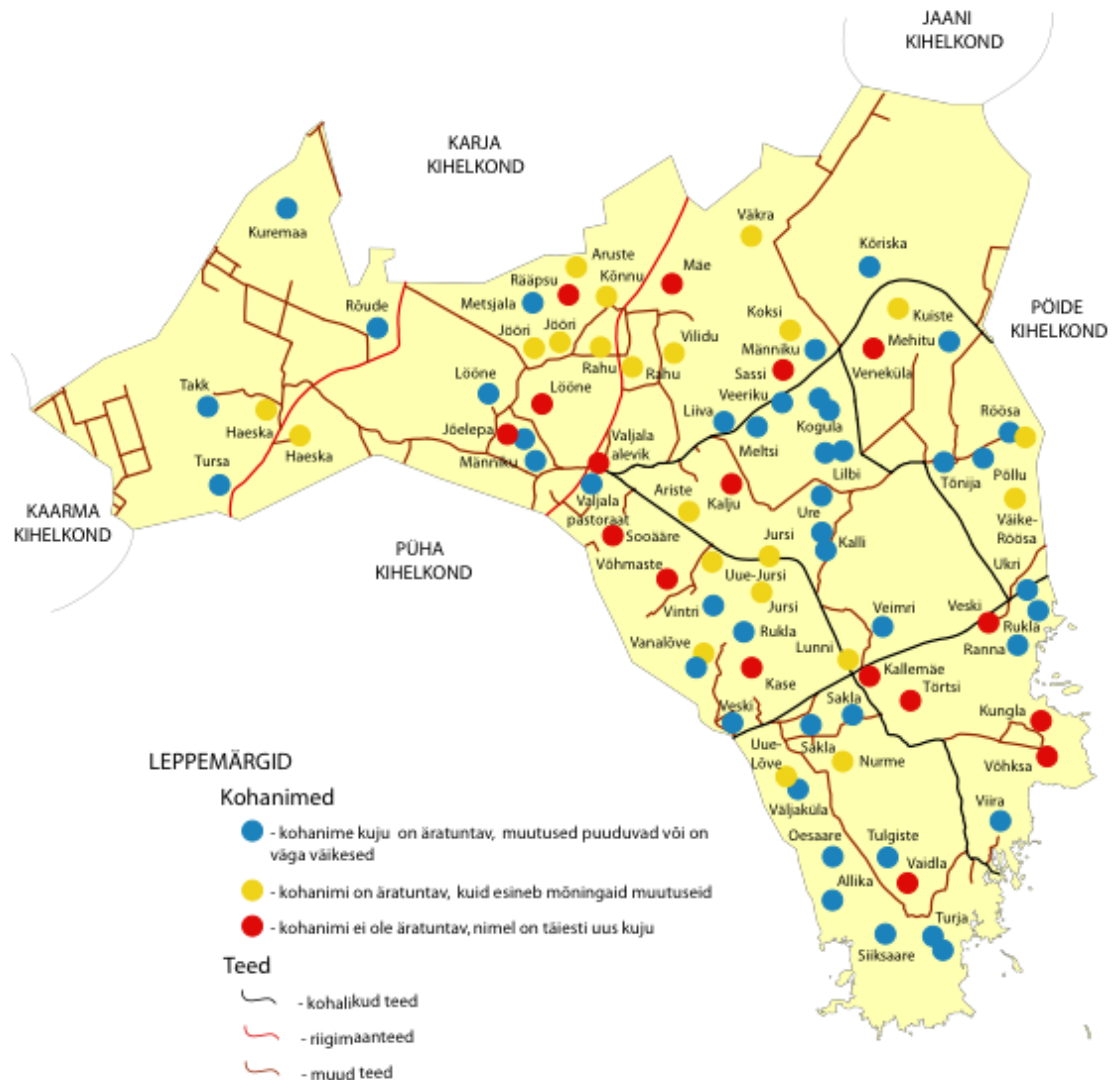 JAANI
KIHELKOND
KARJA
KIHELKOND
Väkra
Kuremaa
Aruste
Kõriska
Rääpsu
Kõnnu
Mäe
Metsjala
Rõude
PÖIDE
KIHELKOND
Kuiste
Koksi
Jööri
Jööri
Vilidu
Mehitu
Männiku
Rahu
Rahu
Sassi
Veneküla
Takk
Lööne
Lööne
Veeriku
Röösa
Haeska
Liiva
Kogula
Jõelepa
Valjala
alevik
Haeska
Meltsi
Männiku
Lilbi
Tõnija
Põllu
Tursa
Ariste
Kalju
KAARMA
KIHELKOND
Valjala
pastoraat
Ure
Väike-
Röösa
Sooääre
Jursi
Kalli
PÜHA
KIHELKOND
Võhmaste
Uue-Jursi
Ukri
Jursi
Vintri
Veimri
Veski
Rukla
Rukla
Vanalõve
Lunni
Ranna
Kase
Kallemäe
Törtsi
Veski
Sakla
Kungla
Sakla
Uue-
Lõve
Nurme
Võhksa
LEPPEMÄRGID
Kohanimed
Väljaküla
Viira
- kohanime kuju on äratuntav, muutused puuduvad või on
väga väikesed
Oesaare
Tulgiste
Vaidla
Allika
- kohanimi on äratuntav, kuid esineb mõningaid muutuseid
- kohanimi ei ole äratuntav, nimel on täiesti uus kuju
Turja
Siiksaare
Teed
- kohalikud teed
- riigimaanteed
- muud teed